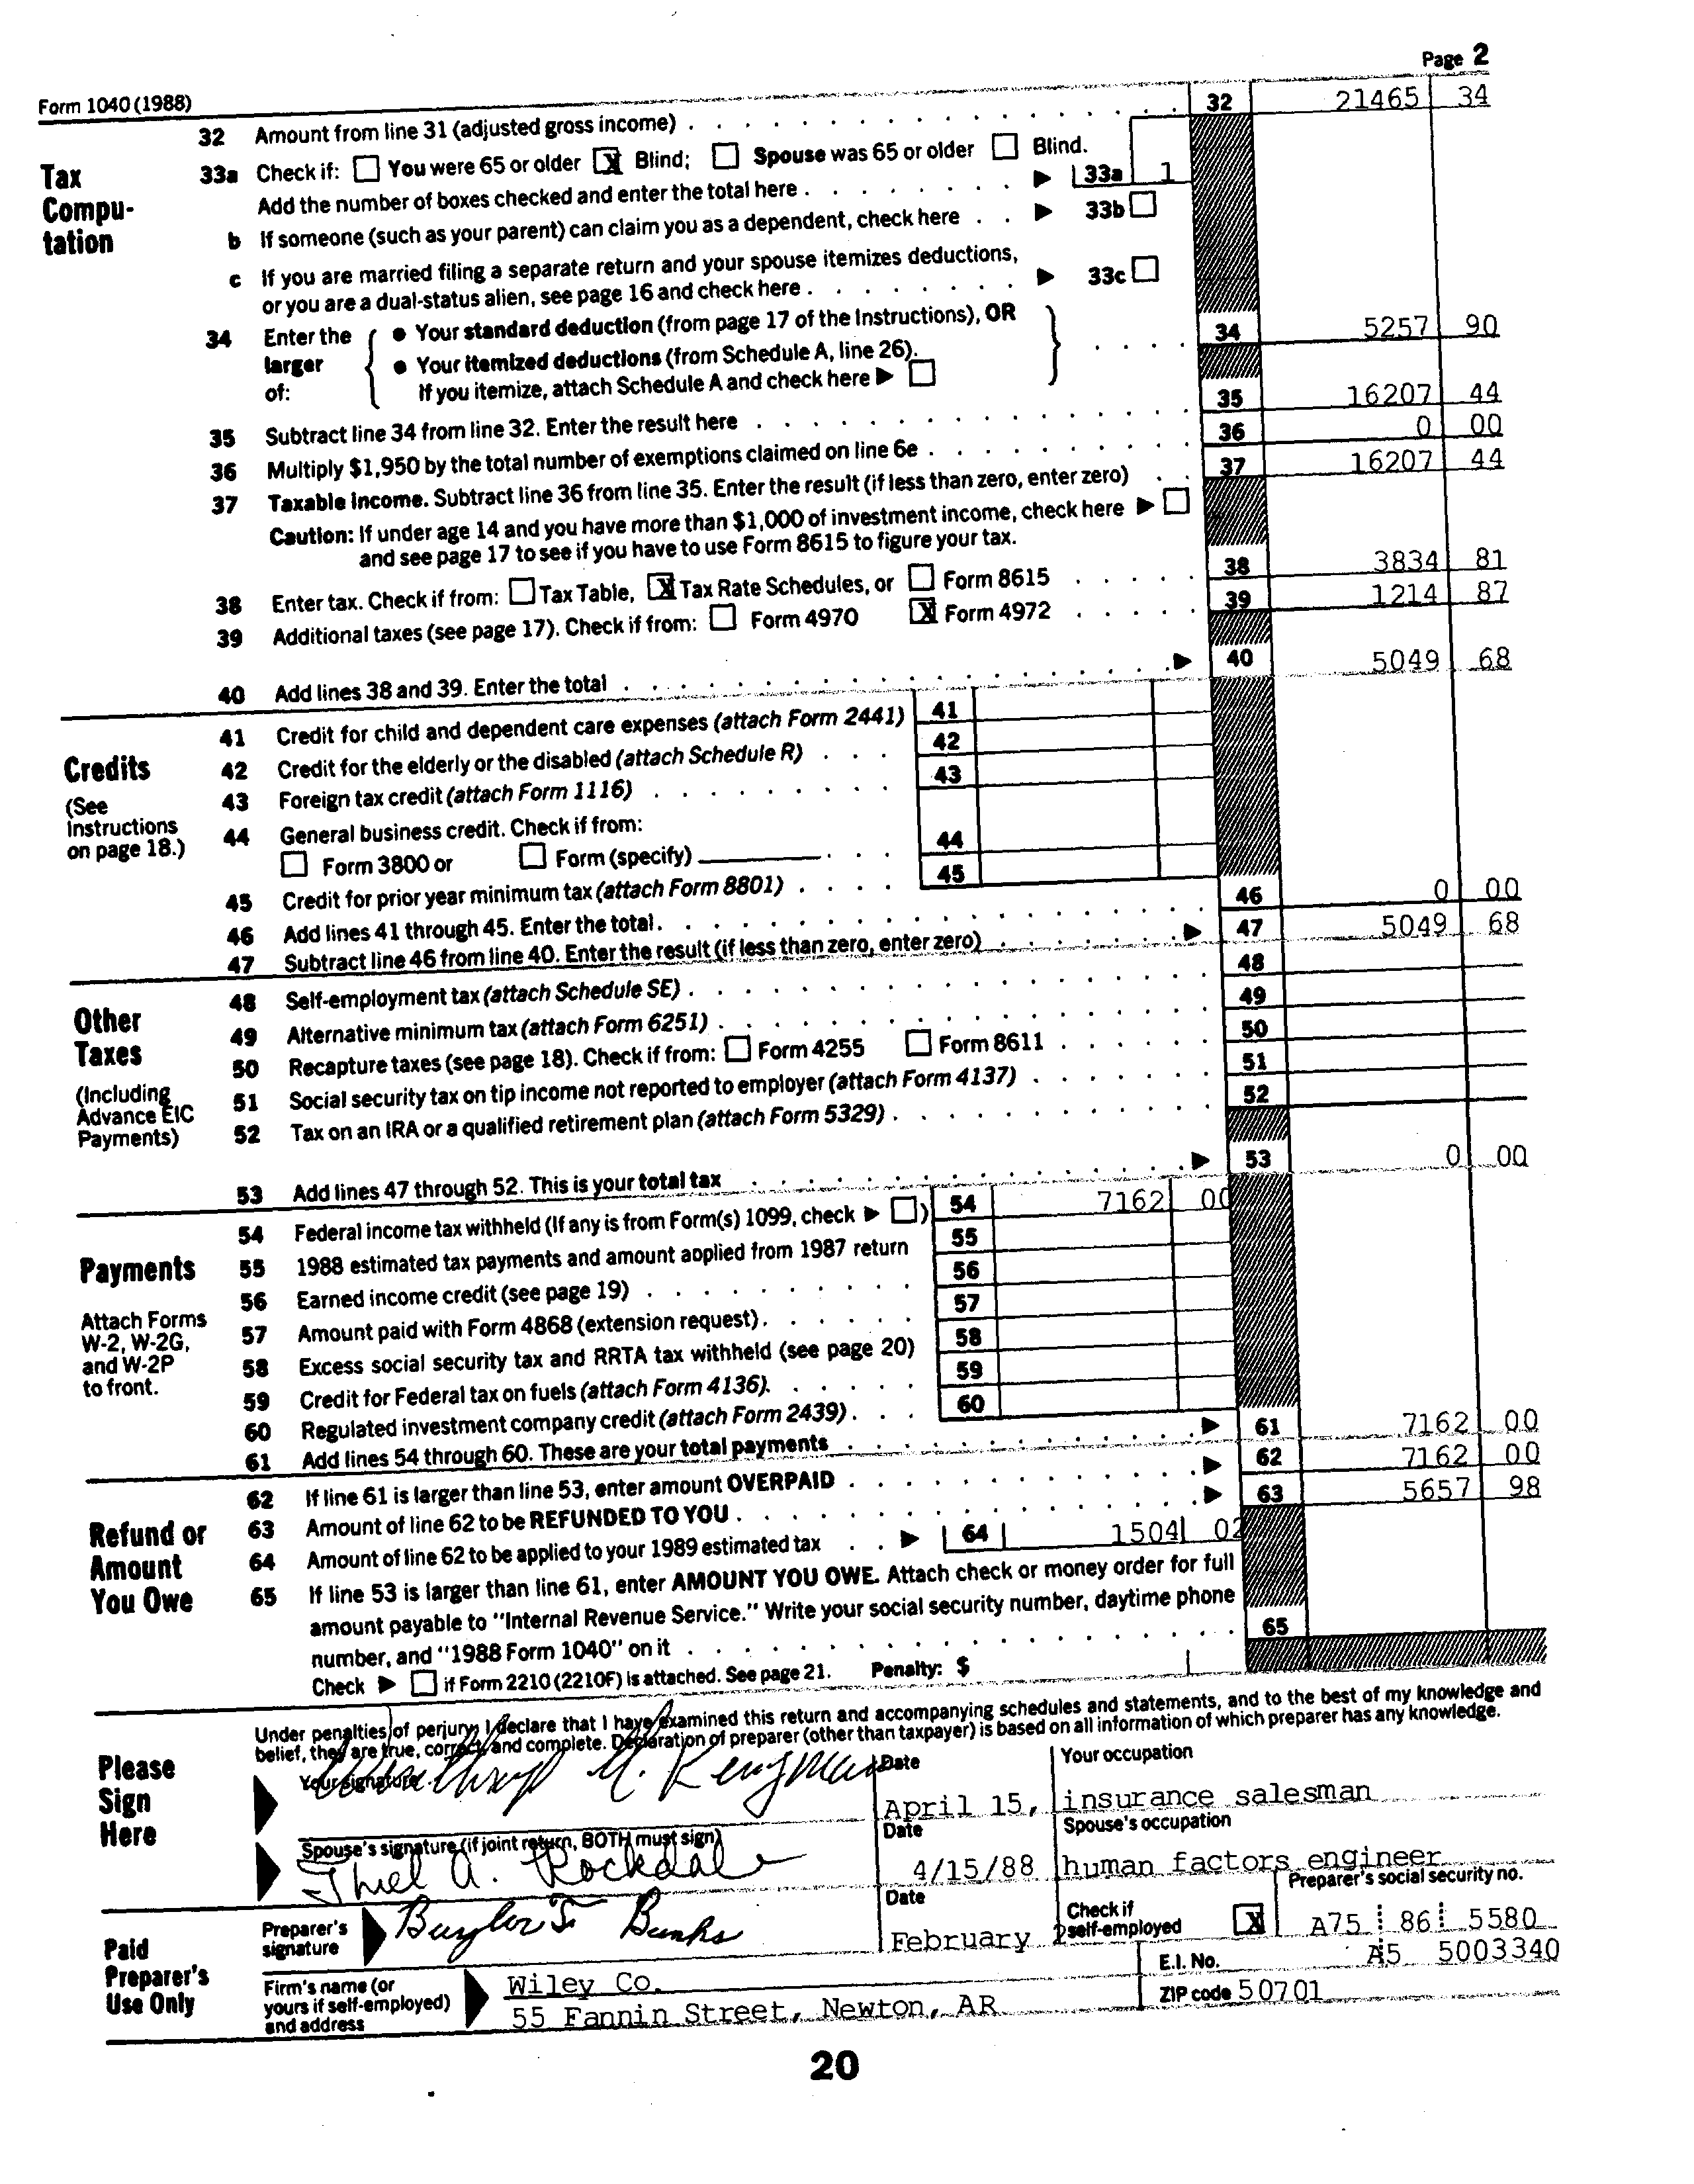 Page 2
Form 1040 (1988)
32 Amount from line 31 (adjusted gross income) 32 21465 34
Tax Compu-tation
33a Check if: You were 65 or older X Blind; Spouse was 65 or older Blind.
Add the number of boxes checked and enter the total here 33a 1
b If someone (such as your parent) can claim you as a dependent, check here 33b
c If you are married filing a separate return and your spouse itemizes deductions,
or you are a dual-status alien, see page 16 and check here 33c
34 Enter the larger of:
• Your standard deduction (from page 17 of the Instructions), OR
• Your itemized deductions (from Schedule A, line 26).
If you itemize, attach Schedule A and check here
34 5257 90
35 Subtract line 34 from line 32. Enter the result here 35 16207 44
36 Multiply $1,950 by the total number of exemptions claimed on line 6e 36 0 00
37 Taxable income. Subtract line 36 from line 35. Enter the result (if less than zero, enter zero) 37 16207 44
Caution: If under age 14 and you have more than $1,000 of investment income, check here
and see page 17 to see if you have to use Form 8615 to figure your tax.
38 Enter tax. Check if from: Tax Table, X Tax Rate Schedules, or Form 8615 38 3834 81
39 Additional taxes (see page 17). Check if from: Form 4970 X Form 4972 39 1214 87
40 Add lines 38 and 39. Enter the total 40 5049 68
Credits
(See Instructions on page 18.)
41 Credit for child and dependent care expenses (attach Form 2441) 41
42 Credit for the elderly or the disabled (attach Schedule R) 42
43 Foreign tax credit (attach Form 1116) 43
44 General business credit. Check if from:
Form 3800 or Form (specify) 44
45 Credit for prior year minimum tax (attach Form 8801) 45
46 Add lines 41 through 45. Enter the total 46 0 00
47 Subtract line 46 from line 40. Enter the result (if less than zero, enter zero) 47 5049 68
Other Taxes
(Including Advance EIC Payments)
48 Self-employment tax (attach Schedule SE) 48
49 Alternative minimum tax (attach Form 6251) 49
50 Recapture taxes (see page 18). Check if from: Form 4255 Form 8611 50
51 Social security tax on tip income not reported to employer (attach Form 4137) 51
52 Tax on an IRA or a qualified retirement plan (attach Form 5329) 52
53 Add lines 47 through 52. This is your total tax 53 0 00
Payments
Attach Forms W-2, W-2G, and W-2P to front.
54 Federal income tax withheld (If any is from Form(s) 1099, check ) 54 7162 00
55 1988 estimated tax payments and amount applied from 1987 return 55
56 Earned income credit (see page 19) 56
57 Amount paid with Form 4868 (extension request) 57
58 Excess social security tax and RRTA tax withheld (see page 20) 58
59 Credit for Federal tax on fuels (attach Form 4136) 59
60 Regulated investment company credit (attach Form 2439) 60
61 Add lines 54 through 60. These are your total payments 61 7162 00
Refund or Amount You Owe
62 If line 61 is larger than line 53, enter amount OVERPAID 62 7162 00
63 Amount of line 62 to be REFUNDED TO YOU 63 5657 98
64 Amount of line 62 to be applied to your 1989 estimated tax 64 1504 02
65 If line 53 is larger than line 61, enter AMOUNT YOU OWE. Attach check or money order for full
amount payable to "Internal Revenue Service." Write your social security number, daytime phone
number, and "1988 Form 1040" on it 65
Check if Form 2210 (2210F) is attached. See page 21. Penalty: $
Please Sign Here
Under penalties of perjury, I declare that I have examined this return and accompanying schedules and statements, and to the best of my knowledge and
belief, they are true, correct, and complete. Declaration of preparer (other than taxpayer) is based on all information of which preparer has any knowledge.
Your signature Date Your occupation
April 15, insurance salesman
Spouse's signature (if joint return, BOTH must sign) Date Spouse's occupation
Thiel A. Rockdale 4/15/88 human factors engineer
Paid Preparer's Use Only
Preparer's signature Date Check if self-employed X Preparer's social security no.
February 2 A75 86 5580
Firm's name (or yours if self-employed) and address
Wiley Co. E.I. No. A5 5003340
55 Fannin Street, Newton, AR ZIP code 50701
20